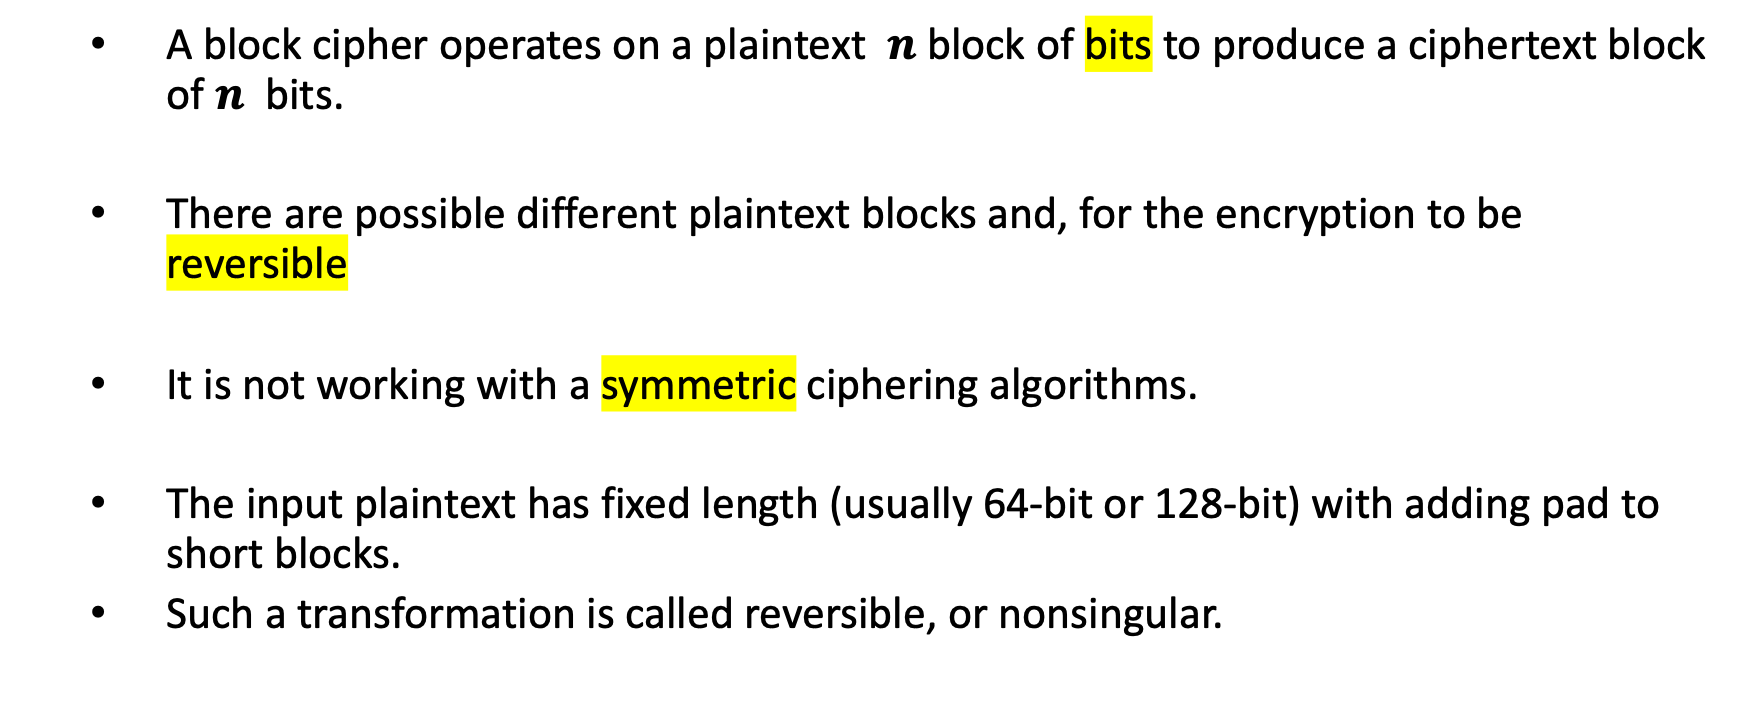 • A block cipher operates on a plaintext n block of bits to produce a ciphertext block
of n bits.
• There are possible different plaintext blocks and, for the encryption to be
reversible
• It is not working with a symmetric ciphering algorithms.
• The input plaintext has fixed length (usually 64-bit or 128-bit) with adding pad to
short blocks.
• Such a transformation is called reversible, or nonsingular.